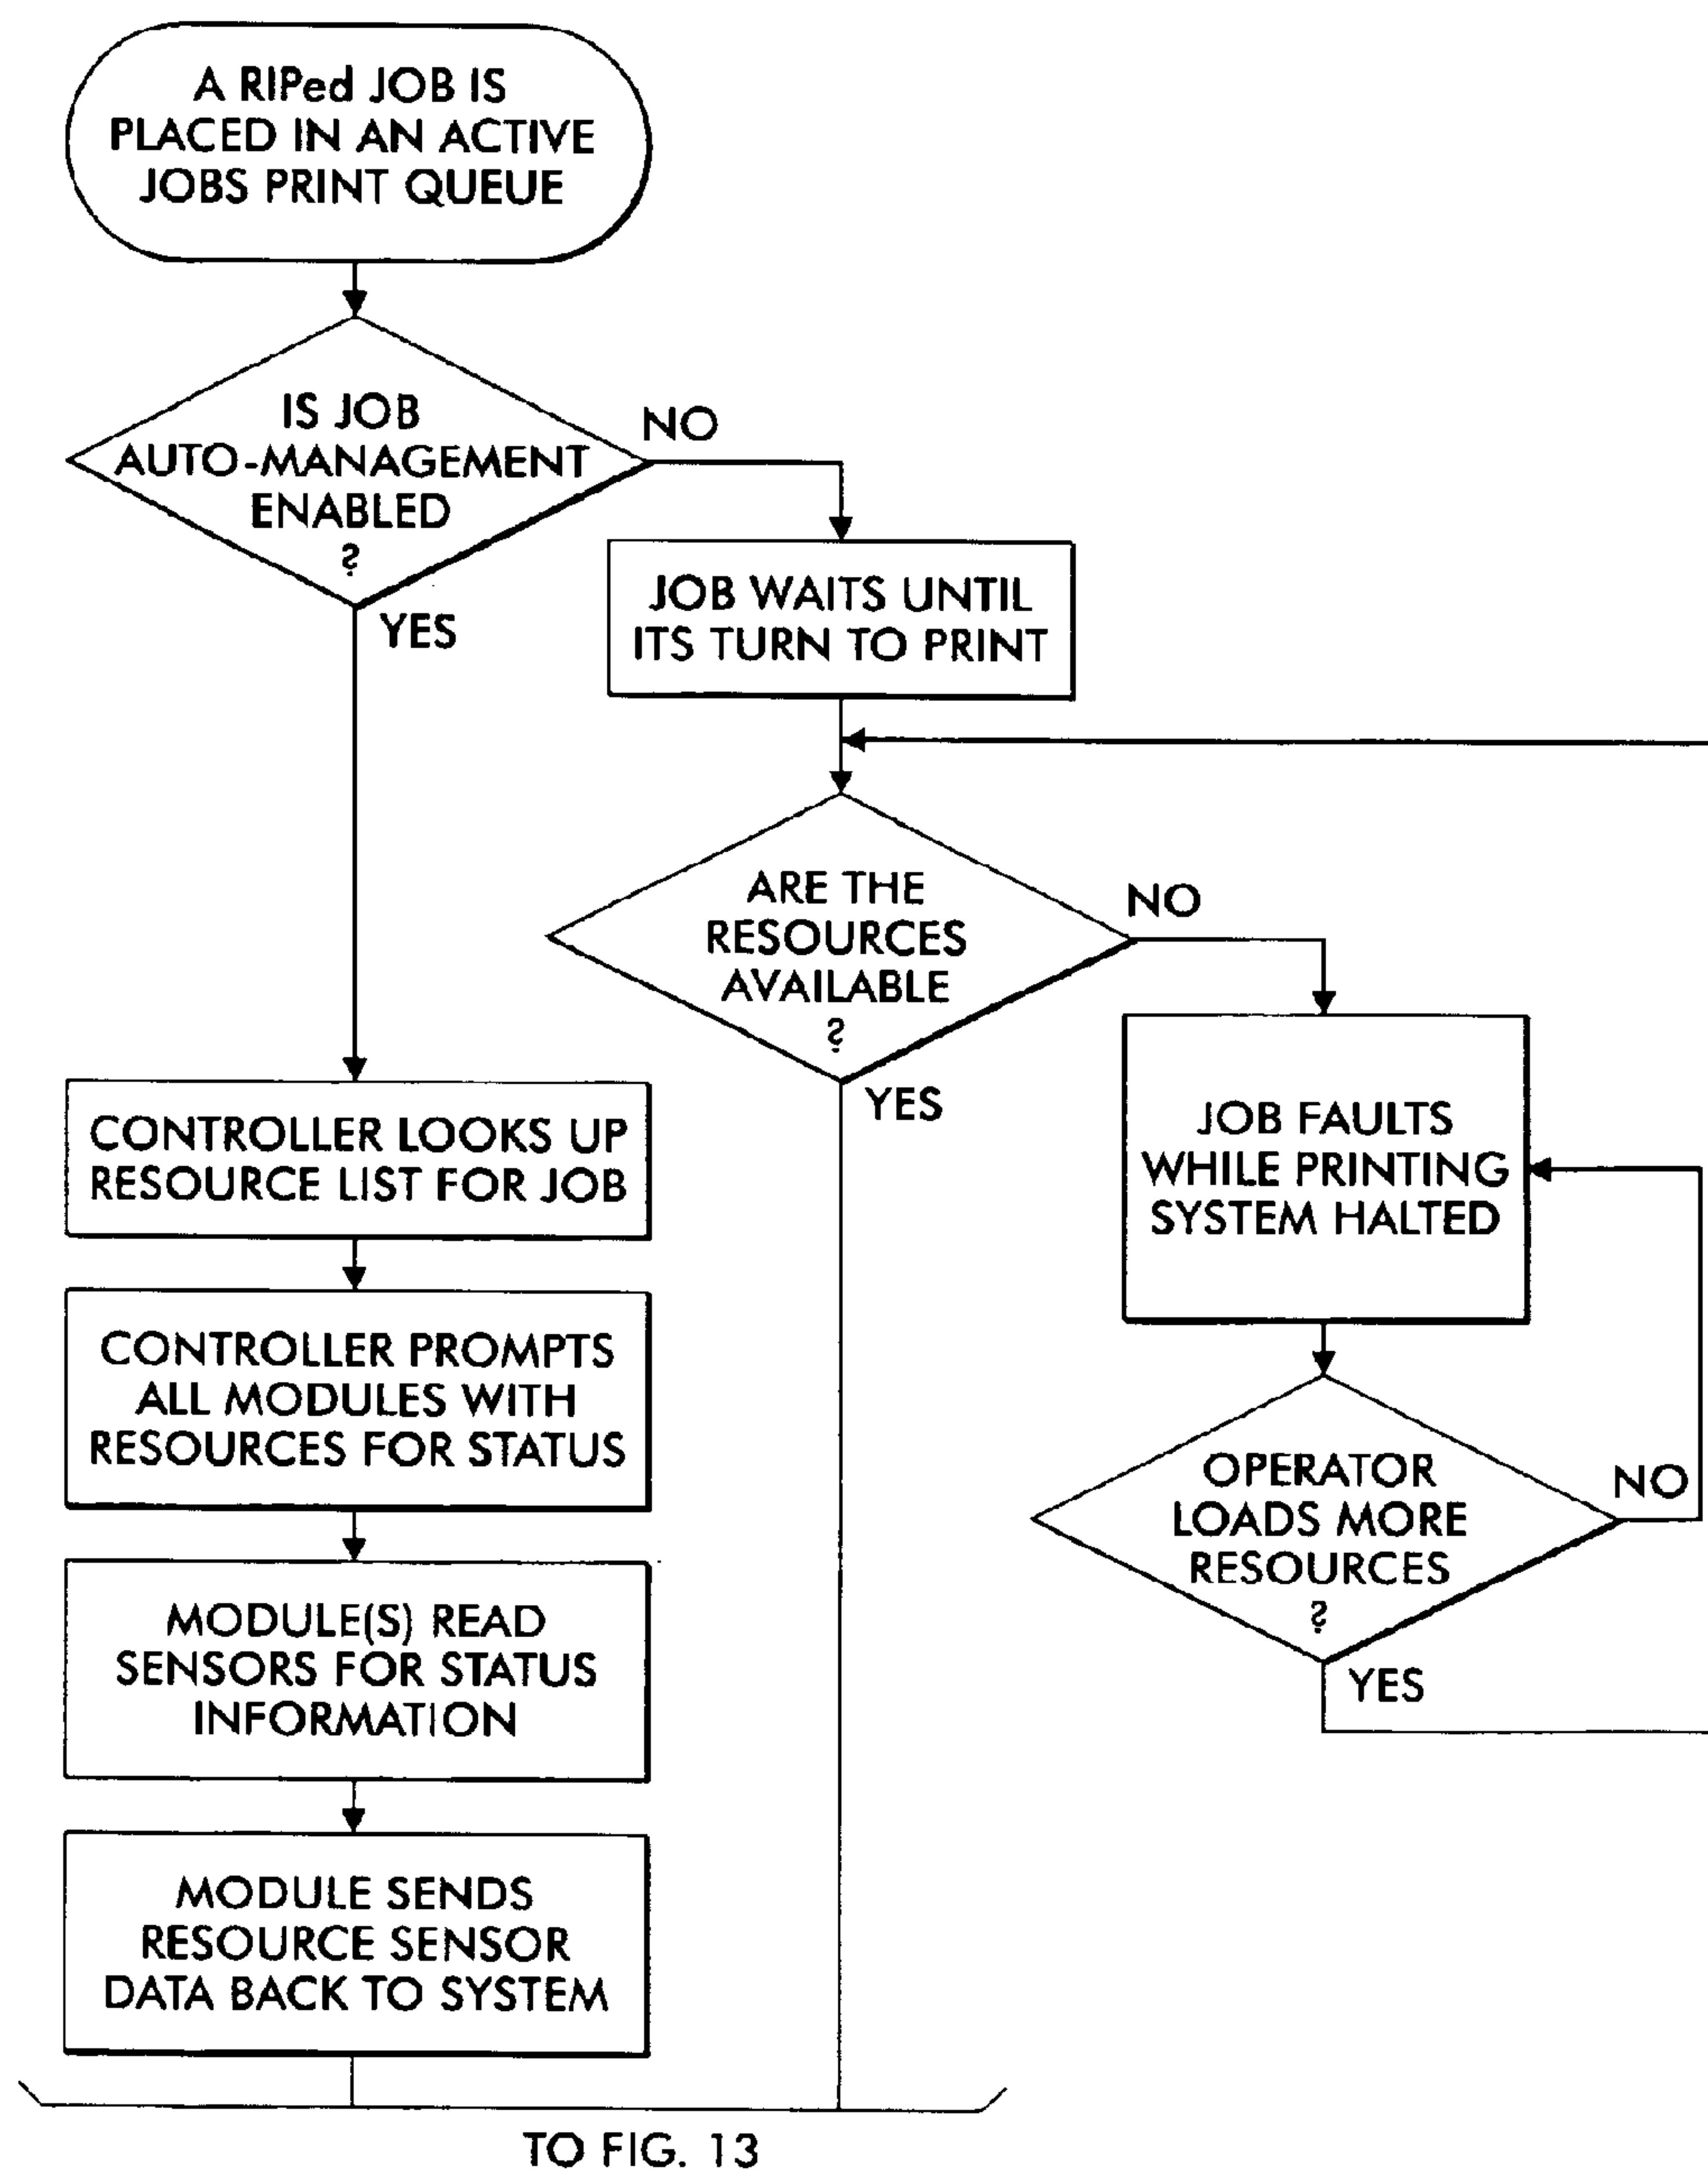 A RIPed JOB IS
PLACED IN AN ACTIVE
JOBS PRINT QUEUE
IS JOB
AUTO-MANAGEMENT
ENABLED
?
NO
YES
JOB WAITS UNTIL
ITS TURN TO PRINT
ARE THE
RESOURCES
AVAILABLE
?
NO
YES
JOB FAULTS
WHILE PRINTING
SYSTEM HALTED
OPERATOR
LOADS MORE
RESOURCES
?
NO
YES
CONTROLLER LOOKS UP
RESOURCE LIST FOR JOB
CONTROLLER PROMPTS
ALL MODULES WITH
RESOURCES FOR STATUS
MODULE(S) READ
SENSORS FOR STATUS
INFORMATION
MODULE SENDS
RESOURCE SENSOR
DATA BACK TO SYSTEM
TO FIG. 13